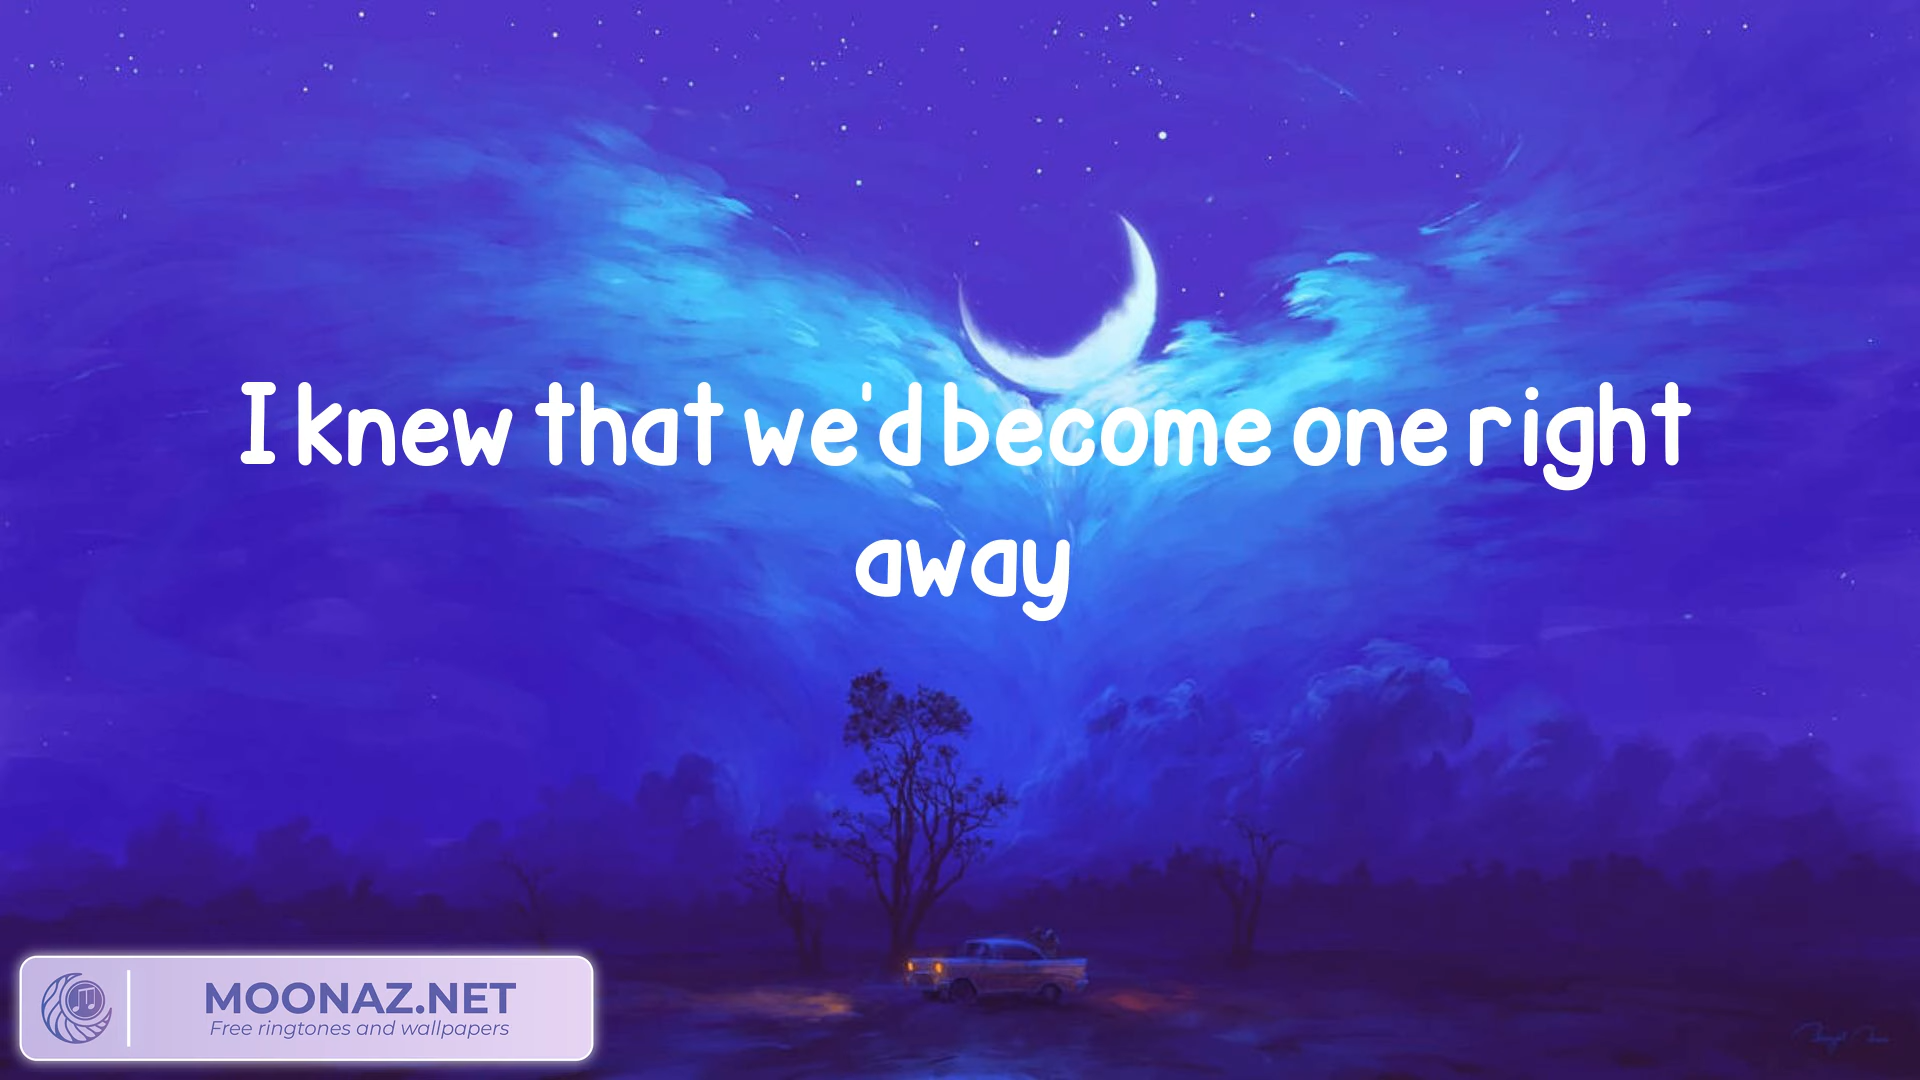 I knew that we'd become one right
away
MOONAZ.NET
Free ringtones and wallpapers